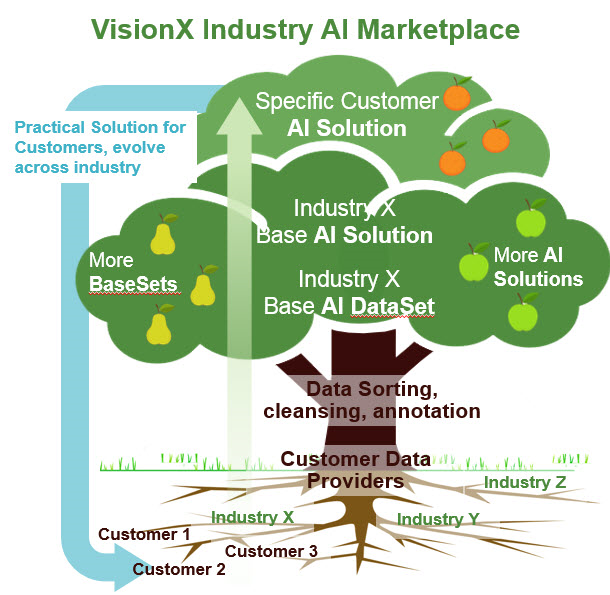 VisionX Industry AI Marketplace
Specific Customer
AI Solution
Practical Solution for
Customers, evolve
across industry
Industry X
Base AI Solution
More
BaseSets
More AI
Solutions
Industry X
Base AI DataSet
Data Sorting,
cleansing, annotation
Customer Data
Providers
Industry Z
Industry X
Industry Y
Customer 1
Customer 3
Customer 2